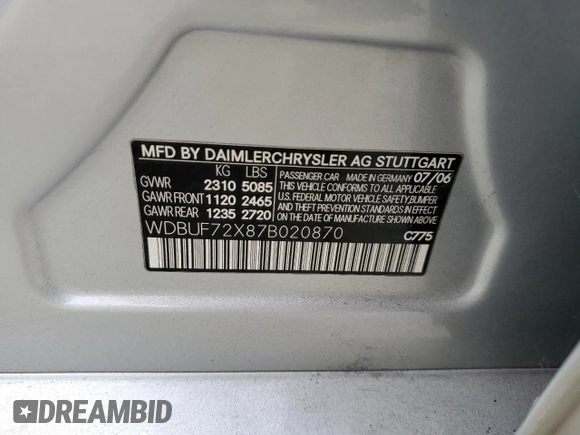 MFD BY DAIMLERCHRYSLER AG STUTTGART
KG LBS
GVWR 2310 5085
GAWR FRONT 1120 2465
GAWR REAR 1235 2720
PASSENGER CAR MADE IN GERMANY 07/06
THIS VEHICLE CONFORMS TO ALL APPLICABLE
U.S. FEDERAL MOTOR VEHICLE SAFETY, BUMPER
AND THEFT PREVENTION STANDARDS IN EFFECT
ON THE DATE OF MANUFACTURE SHOWN ABOVE.
WDBUF72X87B020870
C775
DREAMBID